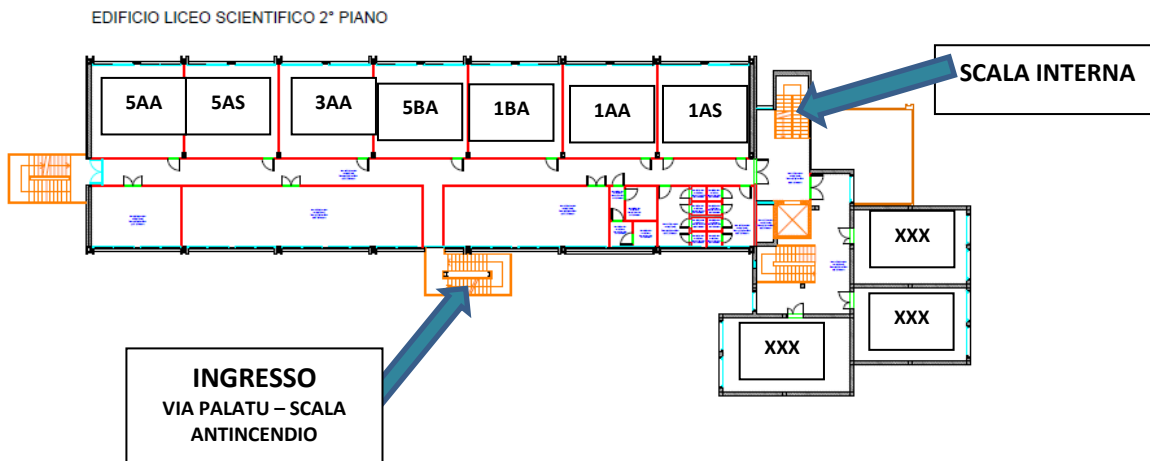 EDIFICIO LICEO SCIENTIFICO 2° PIANO
SCALA INTERNA
5AA
5AS
3AA
5BA
1BA
1AA
1AS
XXX
XXX
XXX
INGRESSO
VIA PALATU – SCALA
ANTINCENDIO